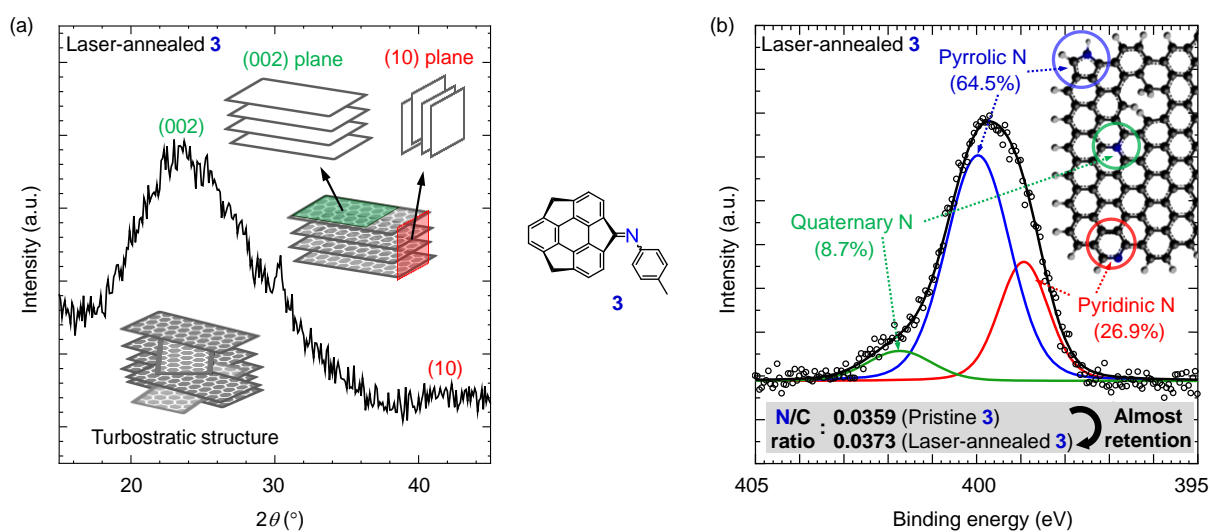 (a)
Laser-annealed 3
(002) plane
(10) plane
(002)
(10)
Turbostratic structure
Intensity (a.u.)
20
30
40
2θ (°)
N
3
(b)
Laser-annealed 3
Pyrrolic N
(64.5%)
Quaternary N
(8.7%)
Pyridinic N
(26.9%)
N/C ratio : 0.0359 (Pristine 3)
0.0373 (Laser-annealed 3)
Almost
retention
Intensity (a.u.)
405
400
395
Binding energy (eV)